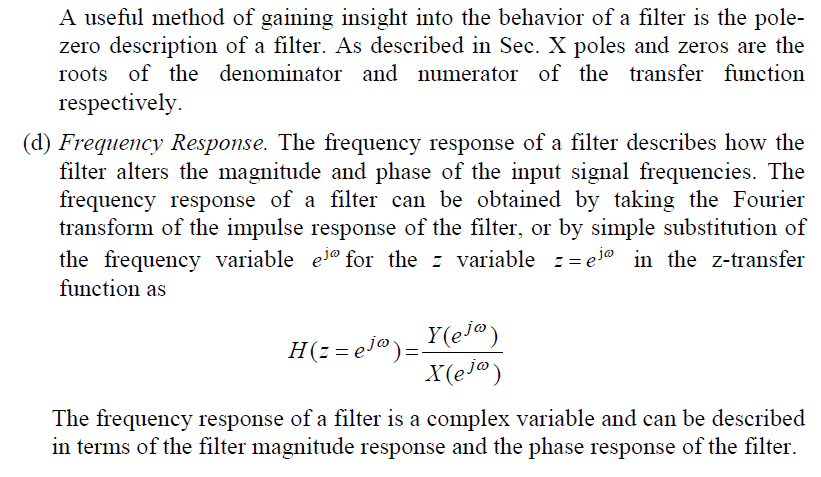 A useful method of gaining insight into the behavior of a filter is the pole-
zero description of a filter. As described in Sec. X poles and zeros are the
roots of the denominator and numerator of the transfer function
respectively.
(d) Frequency Response. The frequency response of a filter describes how the
filter alters the magnitude and phase of the input signal frequencies. The
frequency response of a filter can be obtained by taking the Fourier
transform of the impulse response of the filter, or by simple substitution of
the frequency variable e^{jω} for the z variable z = e^{jω} in the z-transfer
function as
H(z = e^{jω}) = \frac{Y(e^{jω})}{X(e^{jω})}
The frequency response of a filter is a complex variable and can be described
in terms of the filter magnitude response and the phase response of the filter.